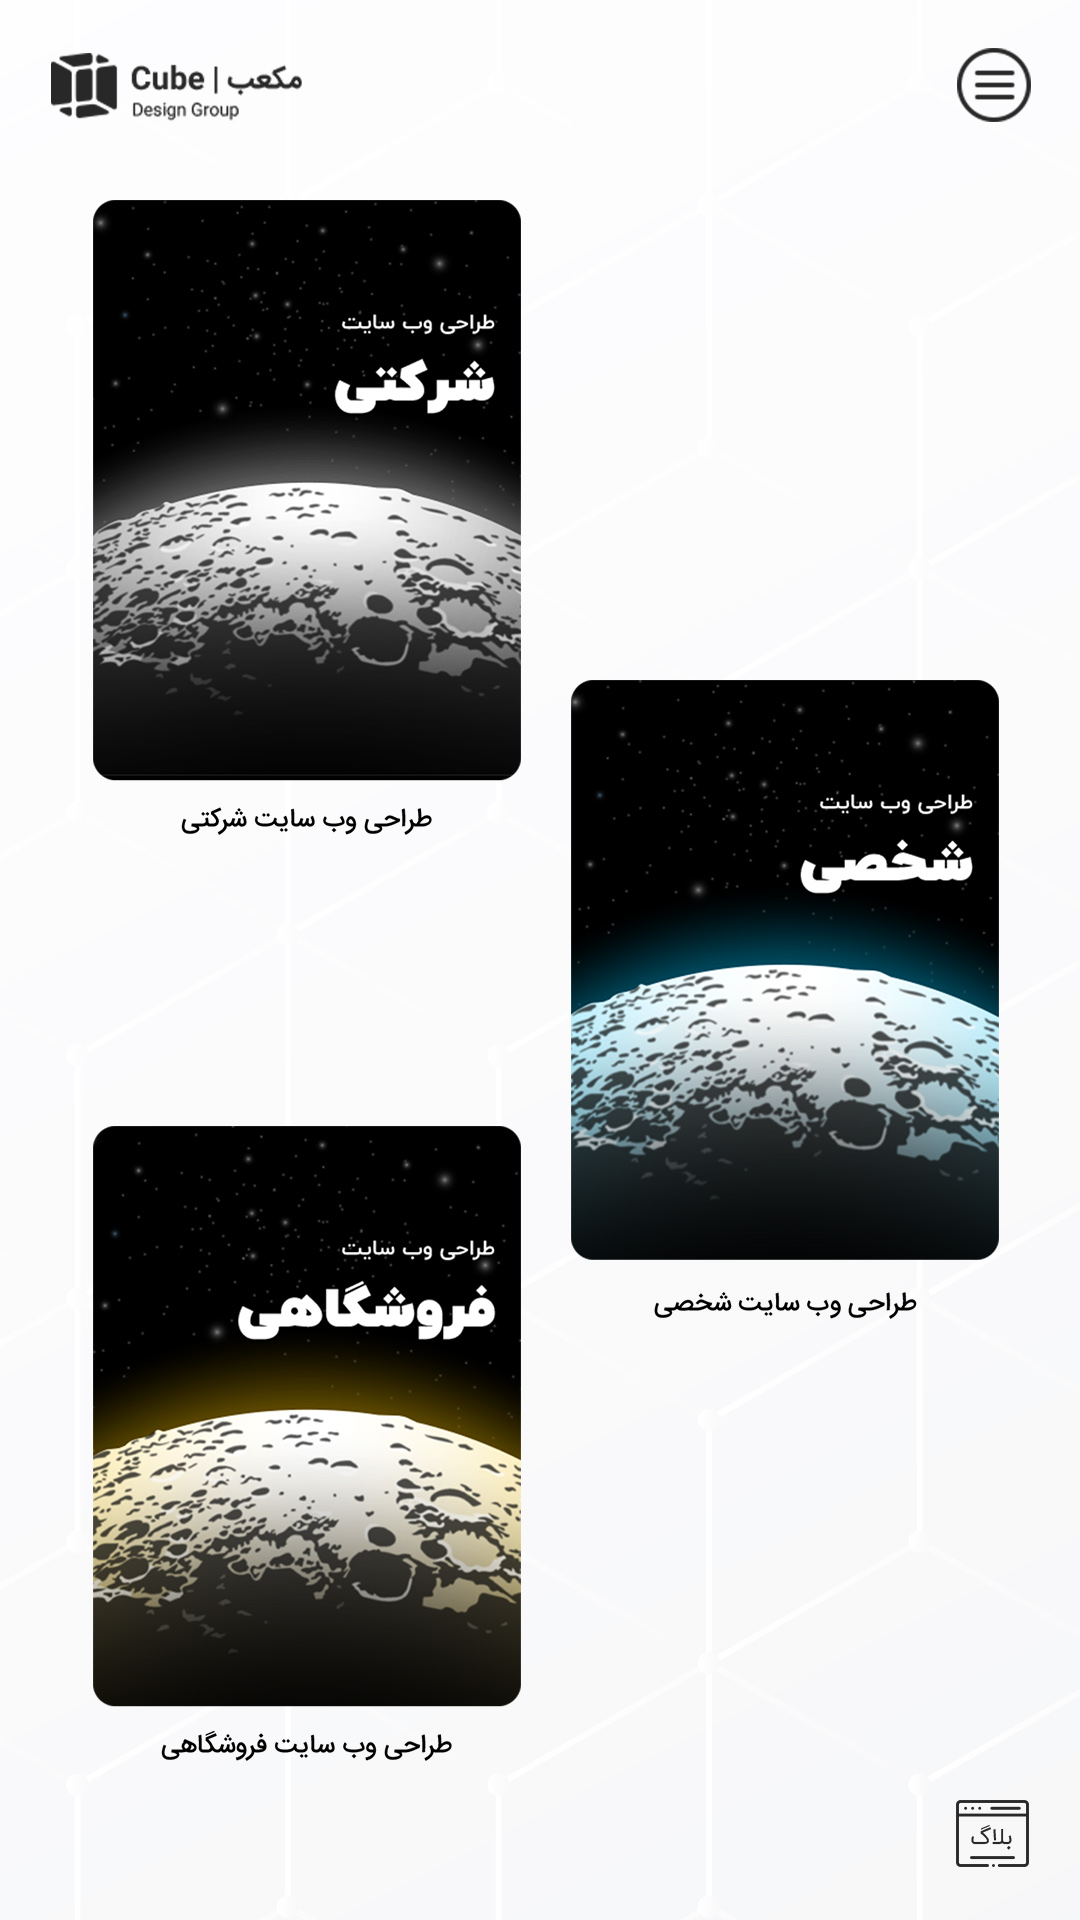 Cube | مکعب
Design Group
طراحی وب سایت
شرکتی
طراحی وب سایت شرکتی
طراحی وب سایت
شخصی
طراحی وب سایت شخصی
طراحی وب سایت
فروشگاهی
طراحی وب سایت فروشگاهی
بلاگ